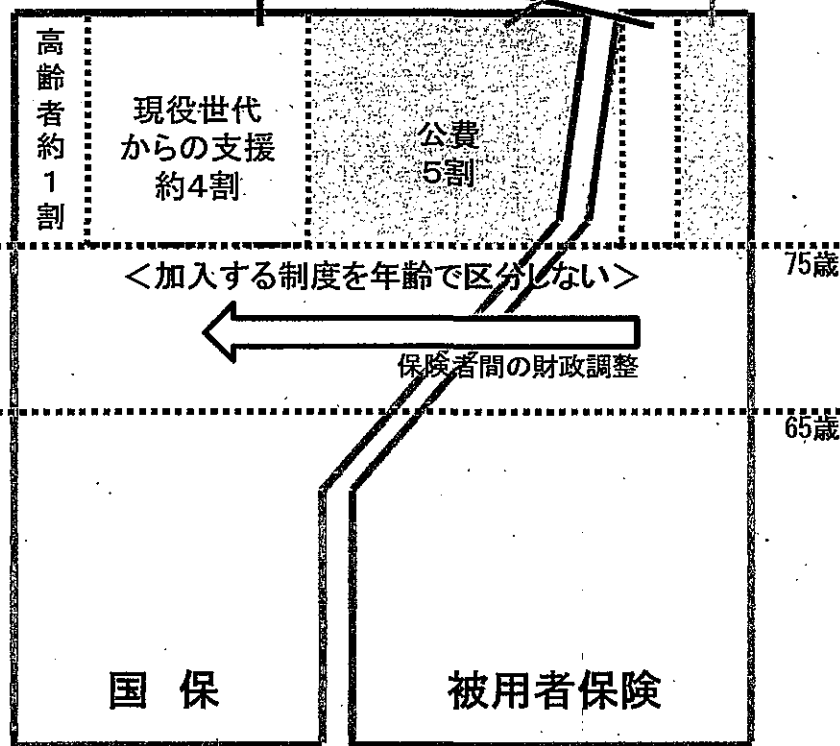 高齢者約1割
現役世代
からの支援
約4割
公費
5割
75歳
<加入する制度を年齢で区分しない>
保険者間の財政調整
65歳
国保
被用者保険